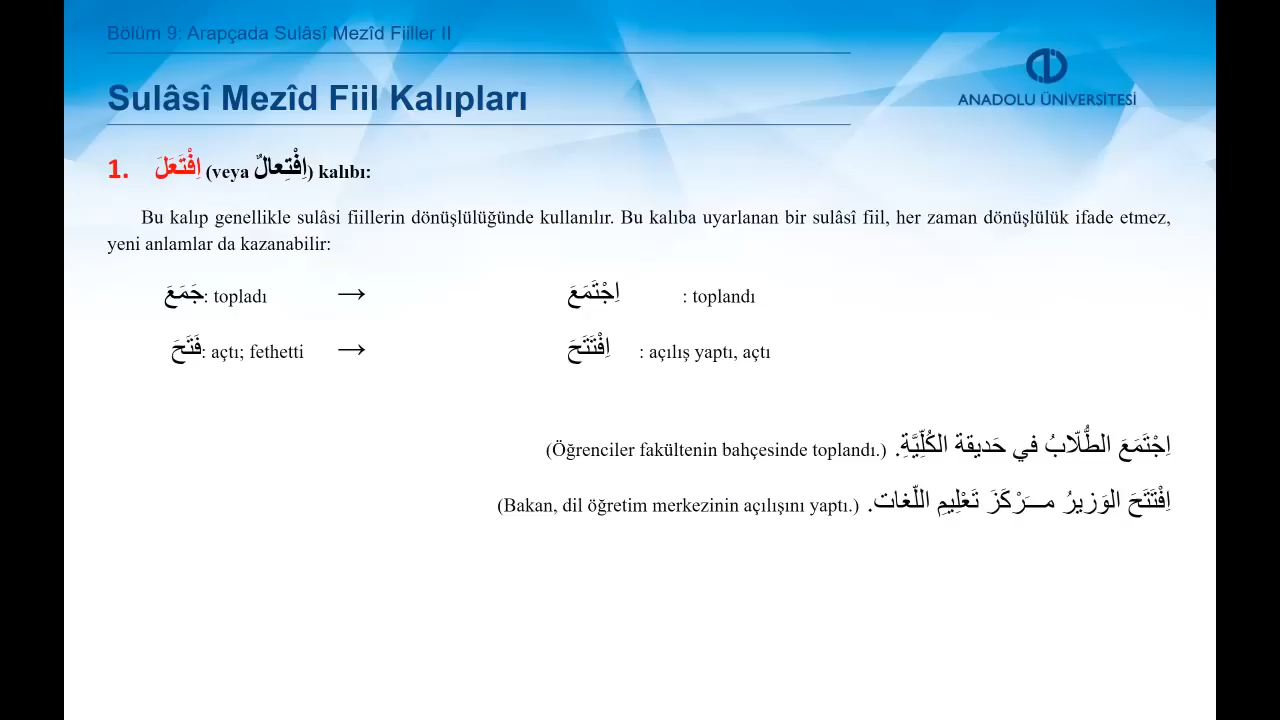 Bölüm 9: Arapçada Sulâsî Mezîd Fiiller II
ANADOLU ÜNİVERSİTESİ
Sulâsî Mezîd Fiil Kalıpları
1. اِفْتَعَلَ (veya اِفْتِعالٌ) kalıbı:
Bu kalıp genellikle sulâsi fiillerin dönüşlülüğünde kullanılır. Bu kalıba uyarlanan bir sulâsî fiil, her zaman dönüşlülük ifade etmez,
yeni anlamlar da kazanabilir:
جَمَعَ: topladı → اِجْتَمَعَ : toplandı
فَتَحَ: açtı; fethetti → اِفْتَتَحَ : açılış yaptı, açtı
اِجْتَمَعَ الطُّلّابُ في حَديقة الكُلِّيَّةِ. (Öğrenciler fakültenin bahçesinde toplandı.)
اِفْتَتَحَ الوَزيرُ مـــَرْكَزَ تَعْلِيمِ اللّغات. (Bakan, dil öğretim merkezinin açılışını yaptı.)